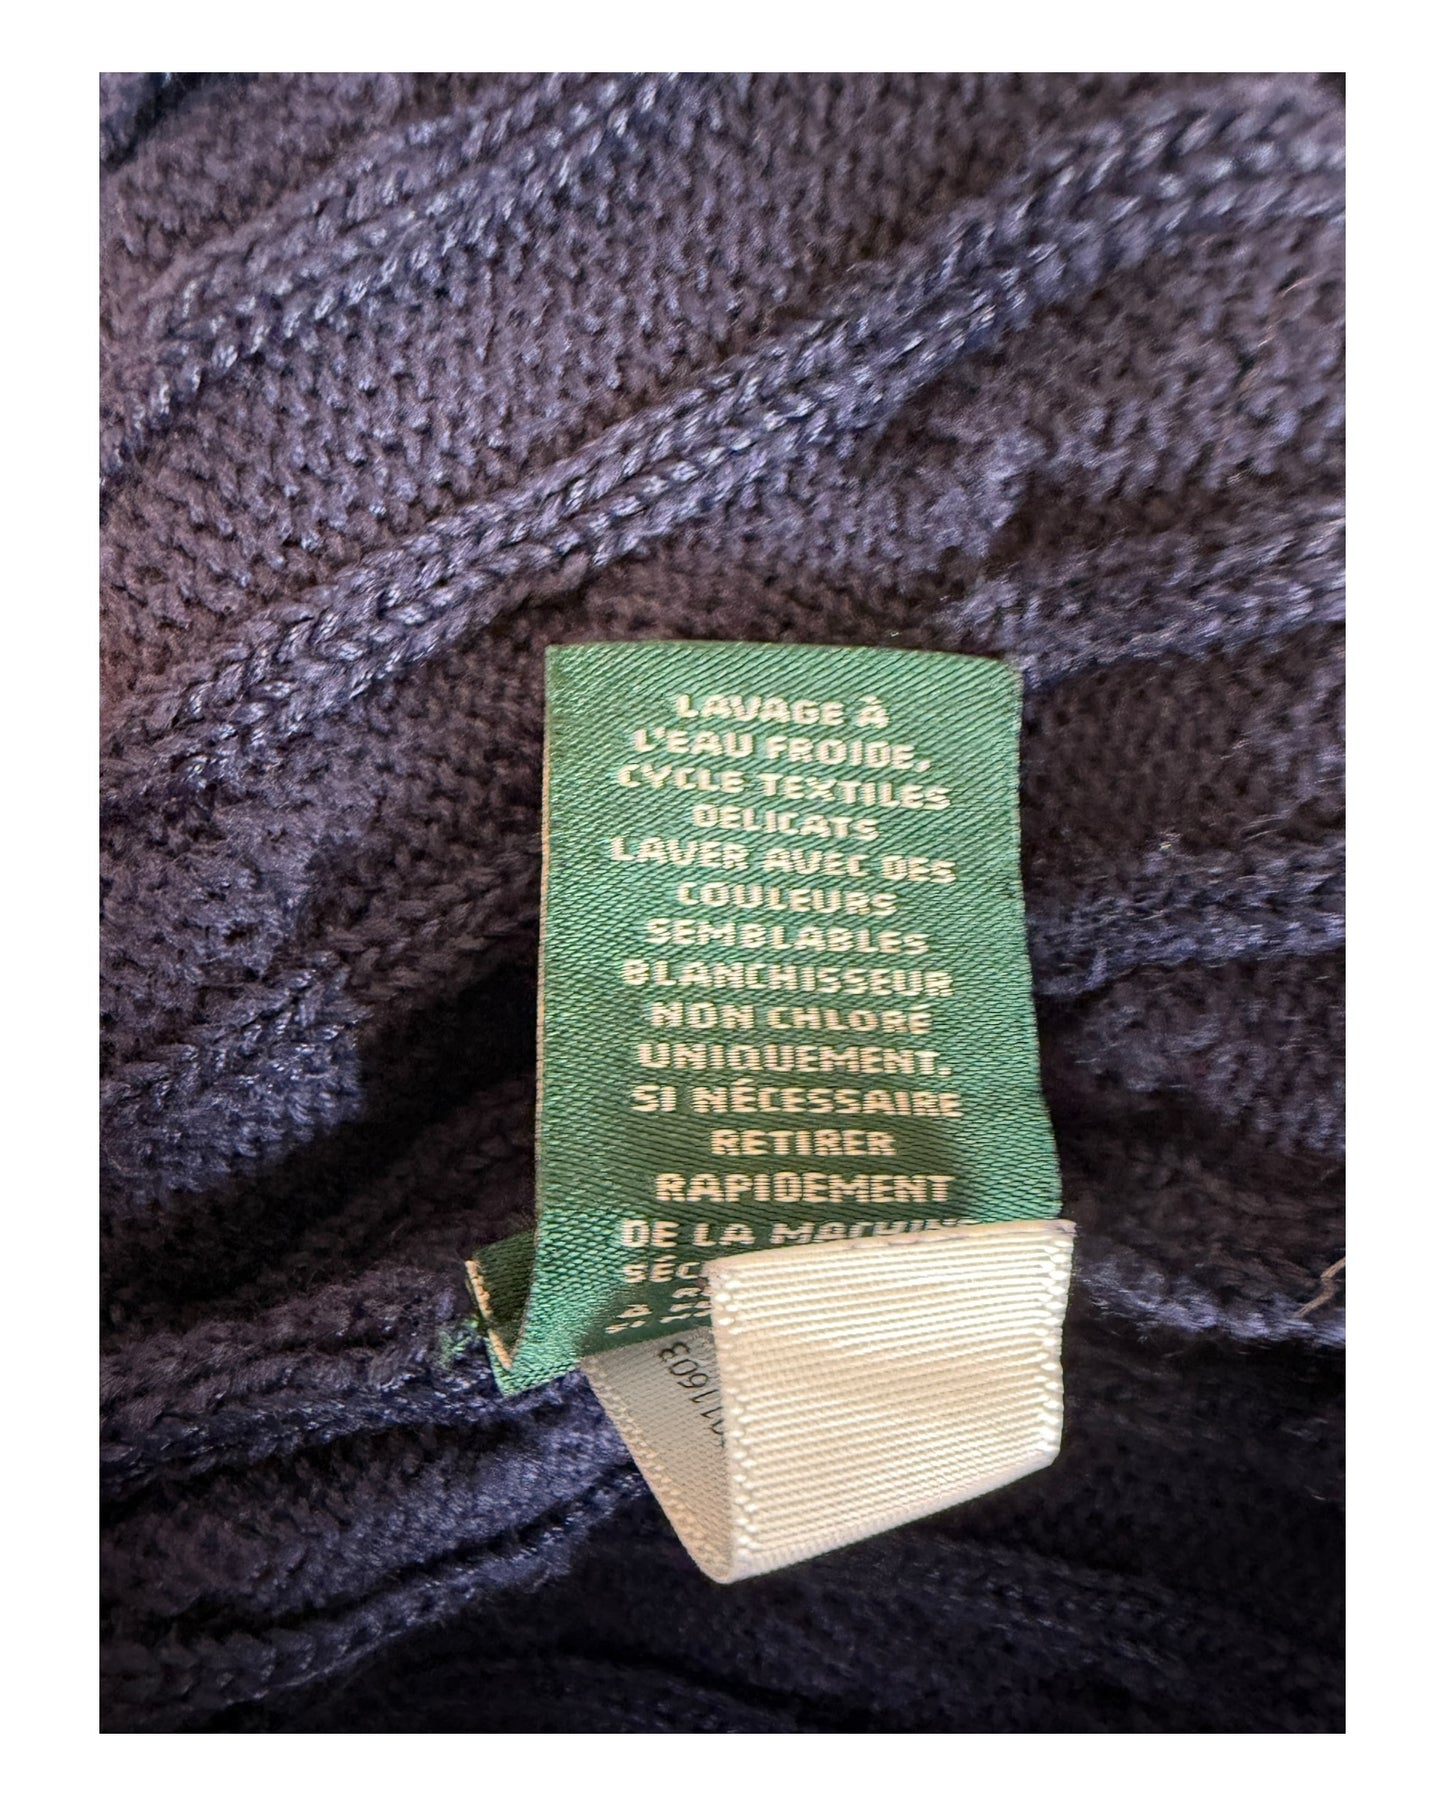 LAVAGE À
L'EAU FROIDE,
CYCLE TEXTILES
DELICATS
LAVER AVEC DES
COULEURS
SEMBLABLES
BLANCHISSEUR
NON CHLORÉ
UNIQUEMENT.
SI NÉCESSAIRE
RETIRER
RAPIDEMENT
DE LA MACHINE